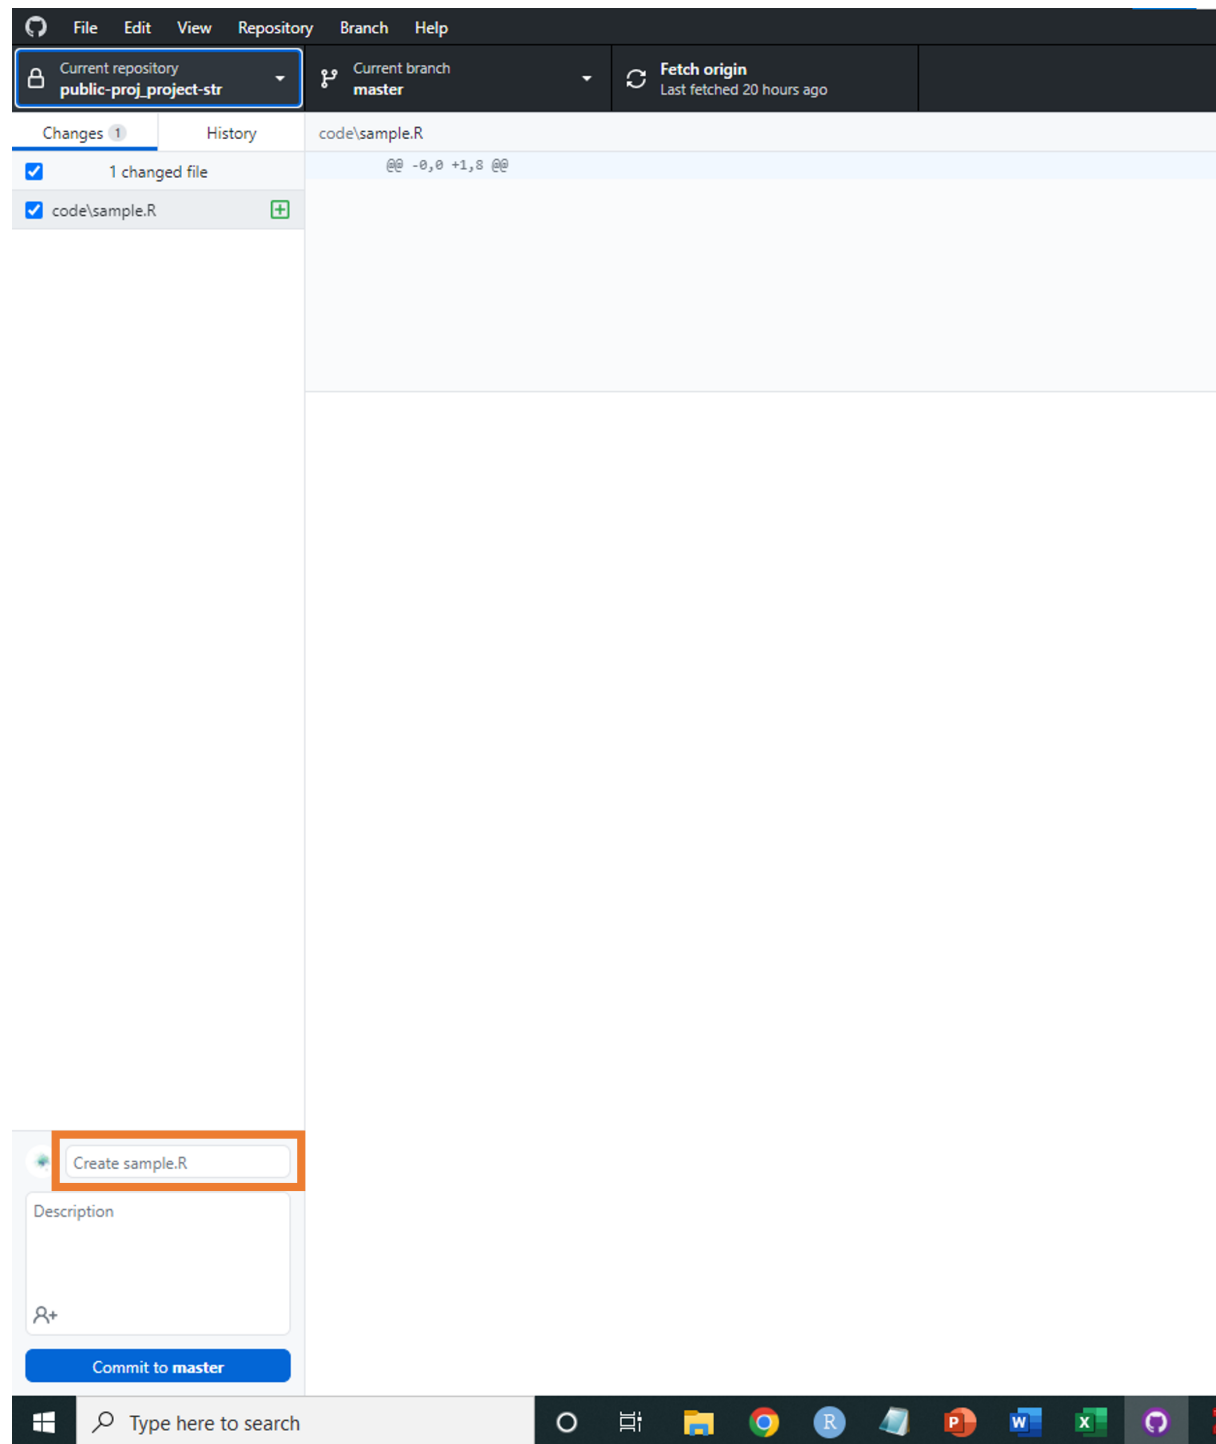 File Edit View Repository Branch Help
Current repository
public-proj_project-str
Current branch
master
Fetch origin
Last fetched 20 hours ago
Changes 1 History
code\sample.R
1 changed file
@@ -0,0 +1,8 @@
code\sample.R
Create sample.R
Description
Commit to master
Type here to search
R
P
W
X